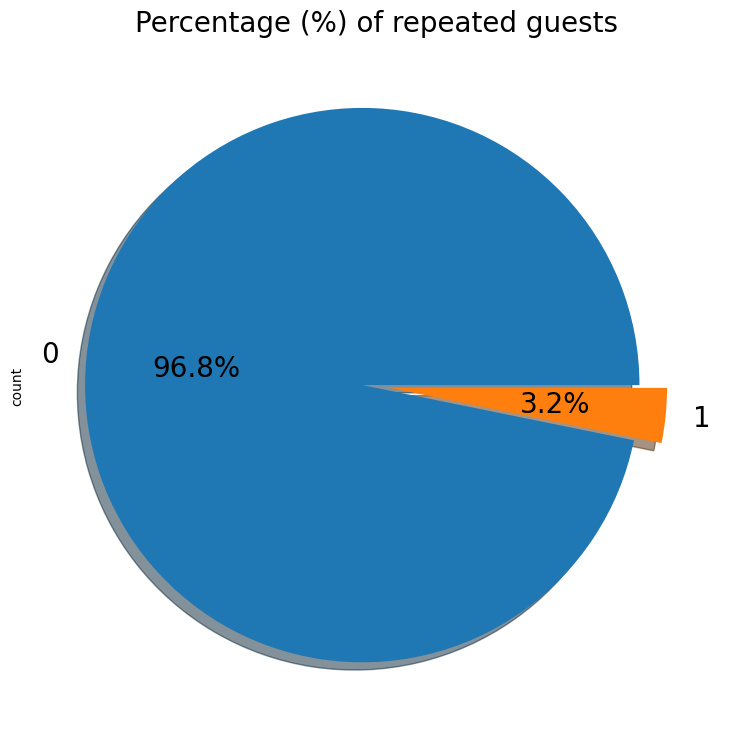 Percentage (%) of repeated guests
0
count
96.8%
3.2%
1